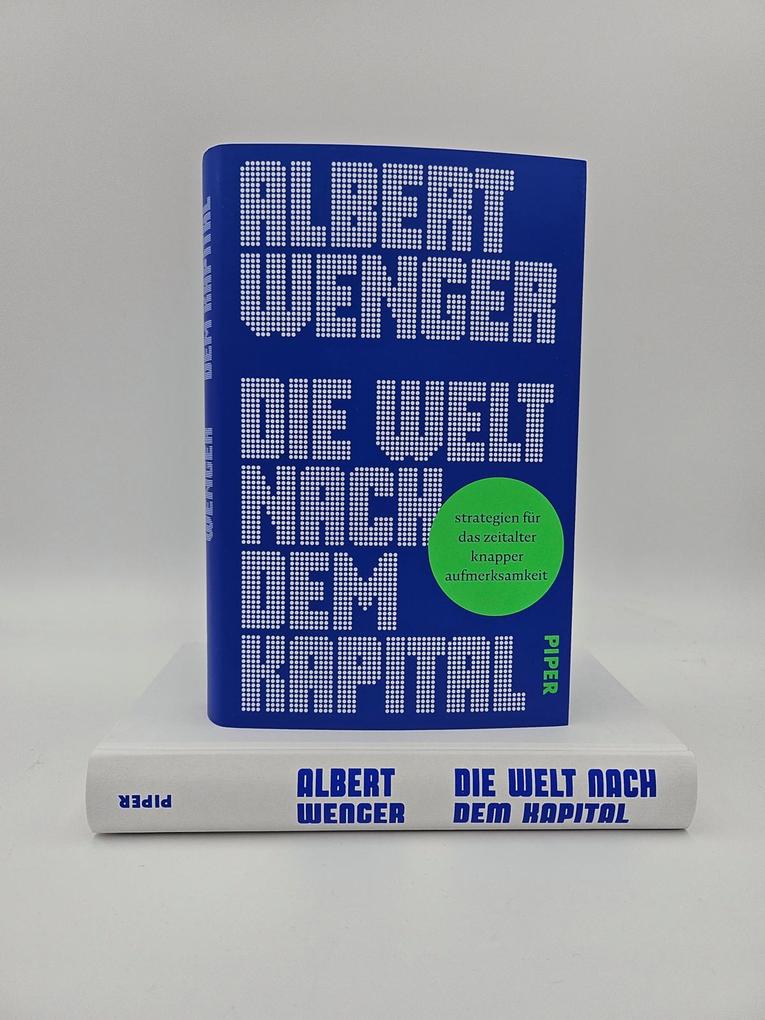 ALBERT
WENGER
DIE WELT
NACH
DEM
KAPITAL
strategien für
das zeitalter
knapper
aufmerksamkeit
PIPER
WENGER
DEM KAPITAL
PIPER
ALBERT
WENGER
DIE WELT NACH
DEM KAPITAL